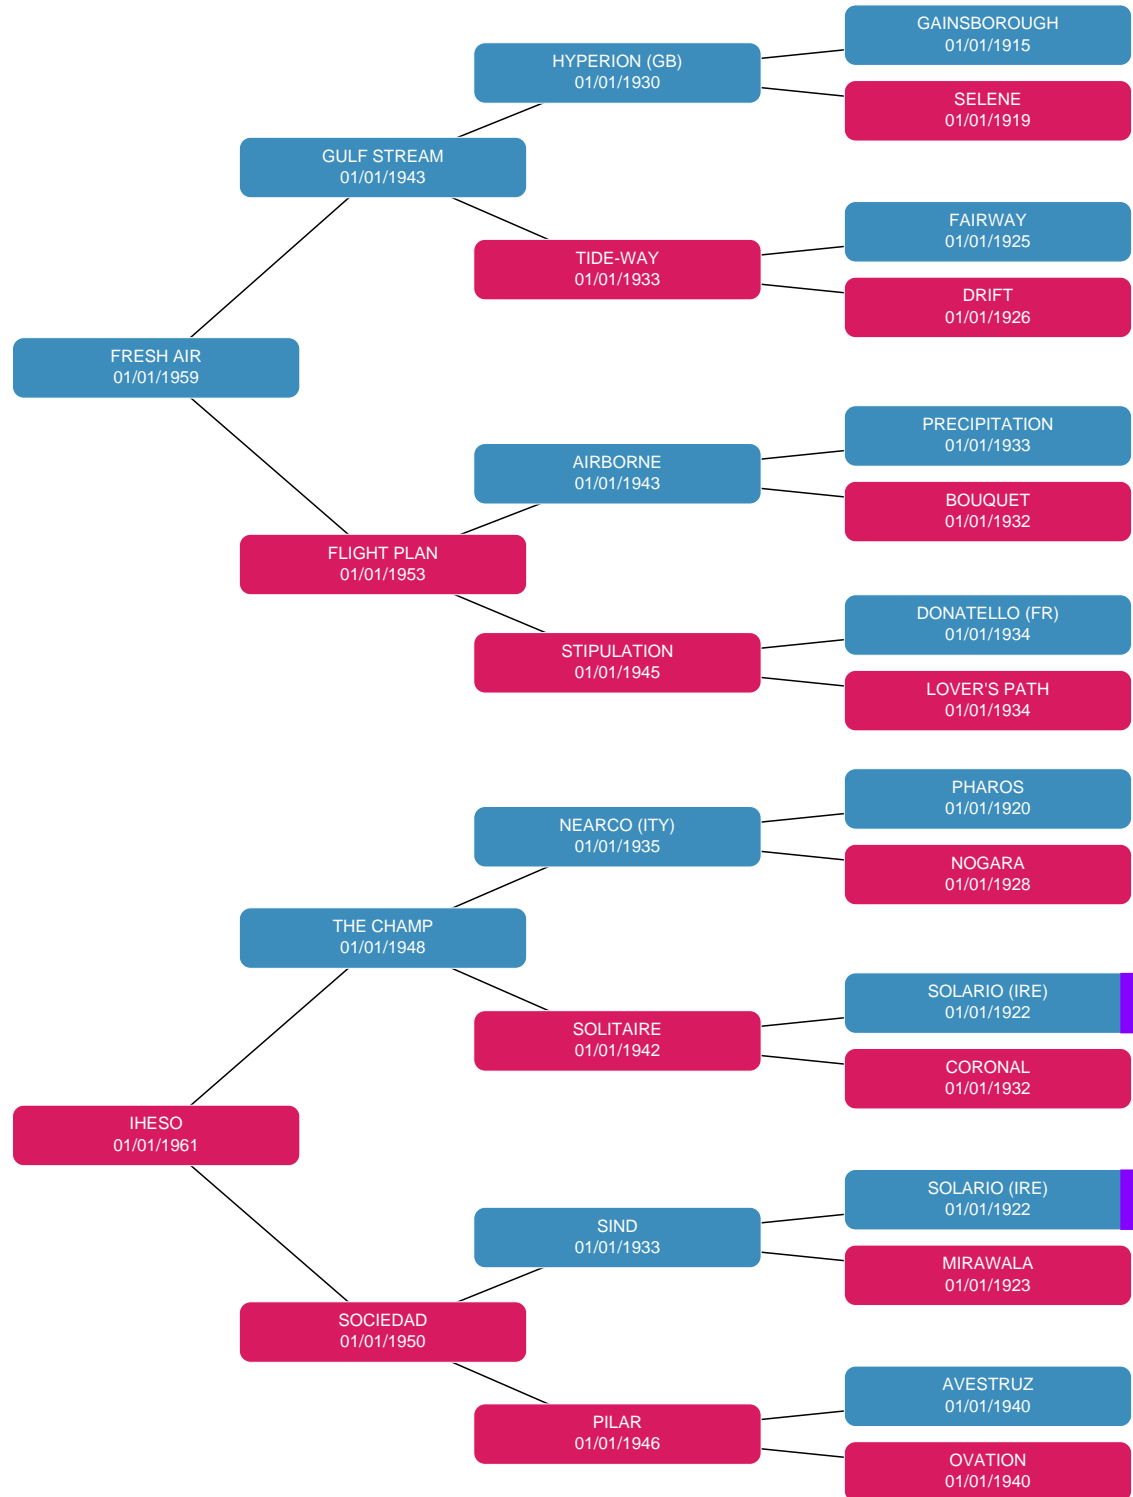 GAINSBOROUGH
01/01/1915
HYPERION (GB)
01/01/1930
SELENE
01/01/1919
GULF STREAM
01/01/1943
FAIRWAY
01/01/1925
TIDE-WAY
01/01/1933
DRIFT
01/01/1926
FRESH AIR
01/01/1959
PRECIPITATION
01/01/1933
AIRBORNE
01/01/1943
BOUQUET
01/01/1932
FLIGHT PLAN
01/01/1953
DONATELLO (FR)
01/01/1934
STIPULATION
01/01/1945
LOVER'S PATH
01/01/1934
PHAROS
01/01/1920
NEARCO (ITY)
01/01/1935
NOGARA
01/01/1928
THE CHAMP
01/01/1948
SOLARIO (IRE)
01/01/1922
SOLITAIRE
01/01/1942
CORONAL
01/01/1932
IHESO
01/01/1961
SOLARIO (IRE)
01/01/1922
SIND
01/01/1933
MIRAWALA
01/01/1923
SOCIEDAD
01/01/1950
AVESTRUZ
01/01/1940
PILAR
01/01/1946
OVATION
01/01/1940